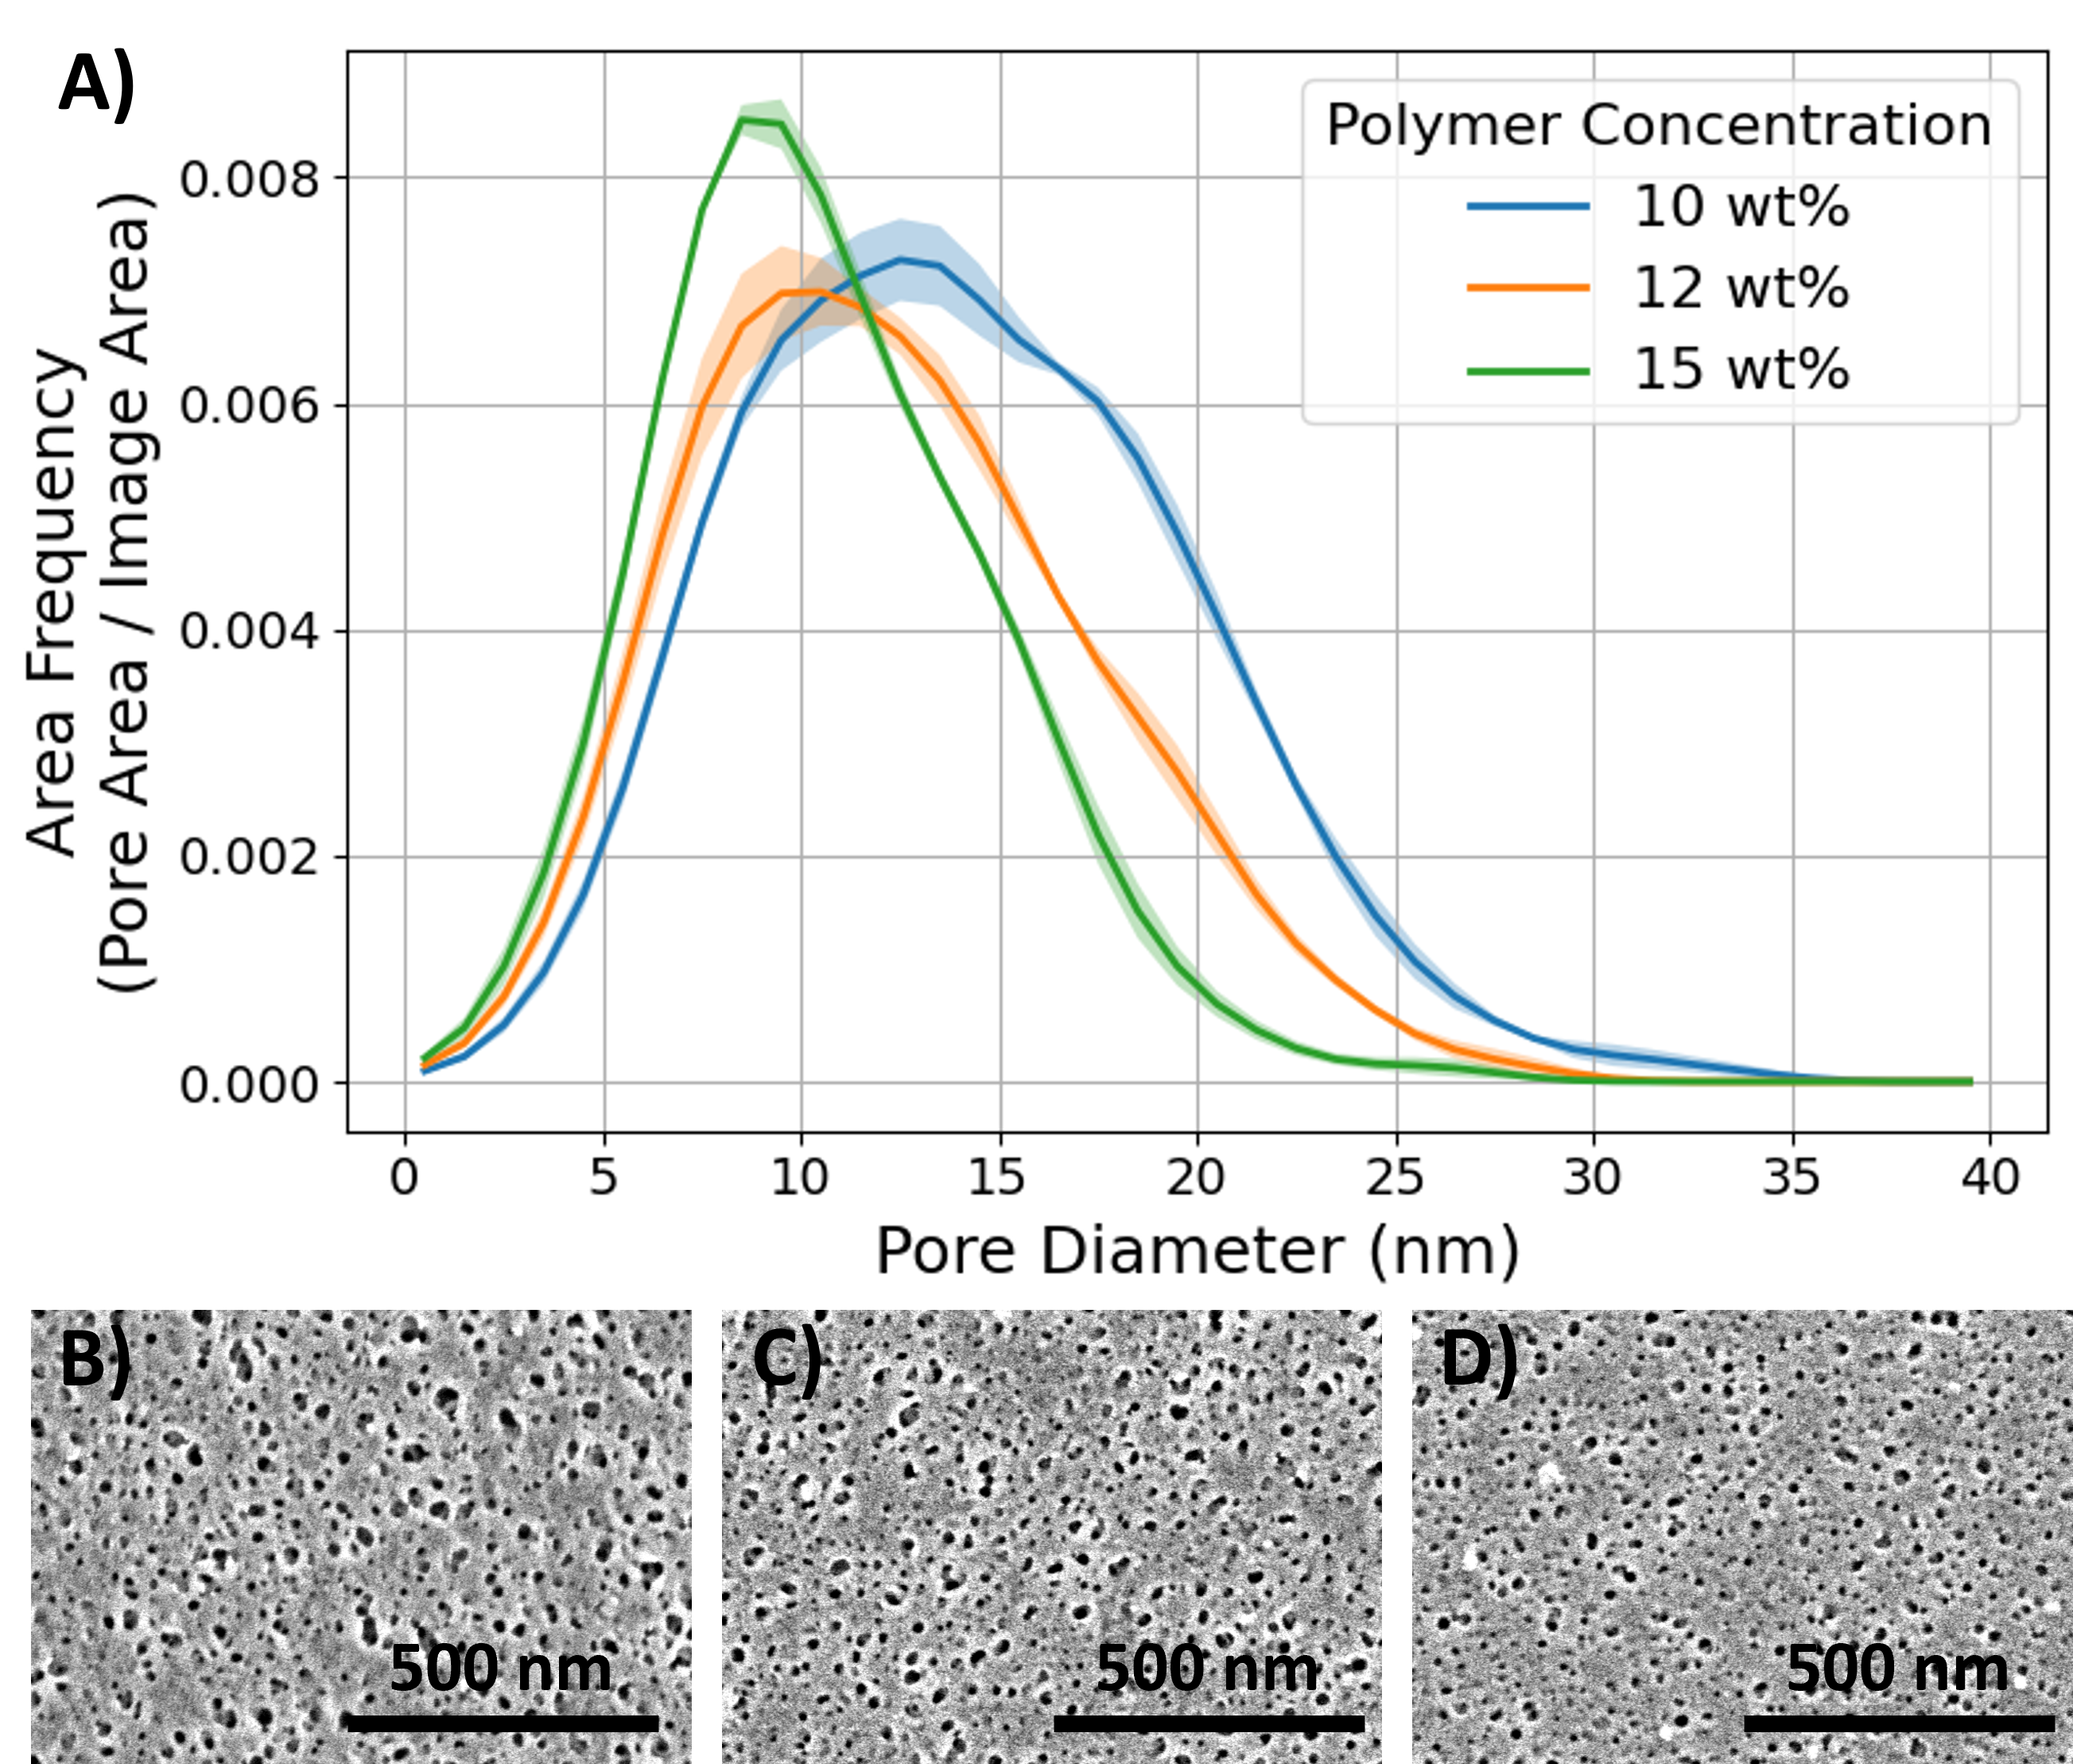 A)
Area Frequency
(Pore Area / Image Area)
0.008
0.006
0.004
0.002
0.000
Polymer Concentration
10 wt%
12 wt%
15 wt%
0 5 10 15 20 25 30 35 40
Pore Diameter (nm)
B) C) D)
500 nm 500 nm 500 nm